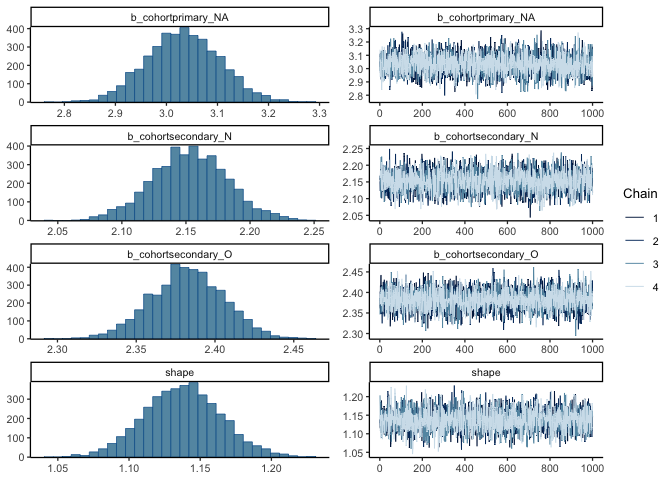 b_cohortprimary_NA
400
300
200
100
0
2.8 2.9 3.0 3.1 3.2 3.3
b_cohortprimary_NA
3.3
3.2
3.1
3.0
2.9
2.8
0 200 400 600 800 1000
b_cohortsecondary_N
400
300
200
100
0
2.05 2.10 2.15 2.20 2.25
b_cohortsecondary_N
2.25
2.20
2.15
2.10
2.05
0 200 400 600 800 1000
b_cohortsecondary_O
400
300
200
100
0
2.30 2.35 2.40 2.45
b_cohortsecondary_O
2.45
2.40
2.35
2.30
0 200 400 600 800 1000
shape
300
200
100
0
1.05 1.10 1.15 1.20
shape
1.20
1.15
1.10
1.05
0 200 400 600 800 1000
Chain
1
2
3
4